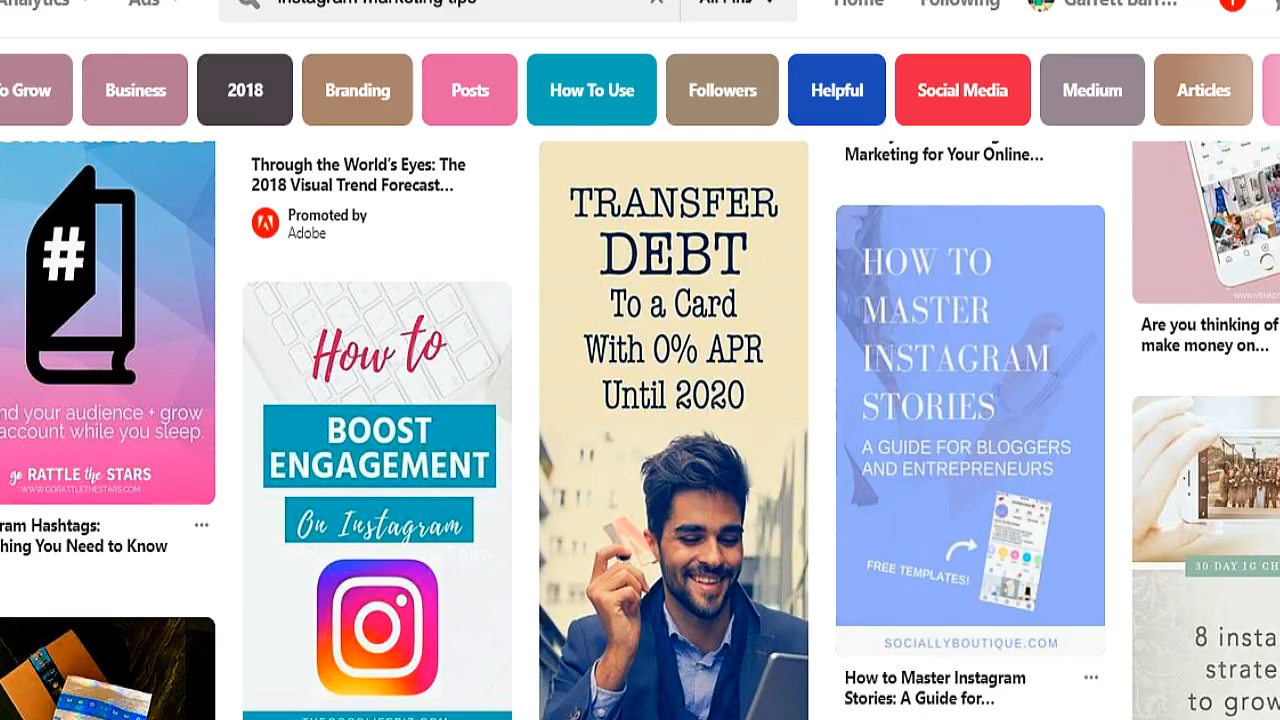 Ads
instagram marketing tips
All Pins
Home
Following
Garrett Barr...
o Grow
Business
2018
Branding
Posts
How To Use
Followers
Helpful
Social Media
Medium
Articles
#
nd your audience + grow
account while you sleep.
go RATTLE the STARS
WWW.GORATTLETHESTARS.COM
ram Hashtags:
hing You Need to Know
Through the World's Eyes: The
2018 Visual Trend Forecast...
Promoted by
Adobe
How to
BOOST
ENGAGEMENT
On Instagram
THEGOODLIFEBIZ.COM
TRANSFER
DEBT
To a Card
With 0% APR
Until 2020
Marketing for Your Online...
HOW TO
MASTER
INSTAGRAM
STORIES
A GUIDE FOR BLOGGERS
AND ENTREPRENEURS
FREE TEMPLATES!
SOCIALLYBOUTIQUE.COM
How to Master Instagram
Stories: A Guide for...
Are you thinking of
make money on...
30 DAY IG CH
8 insta
strate
to grow